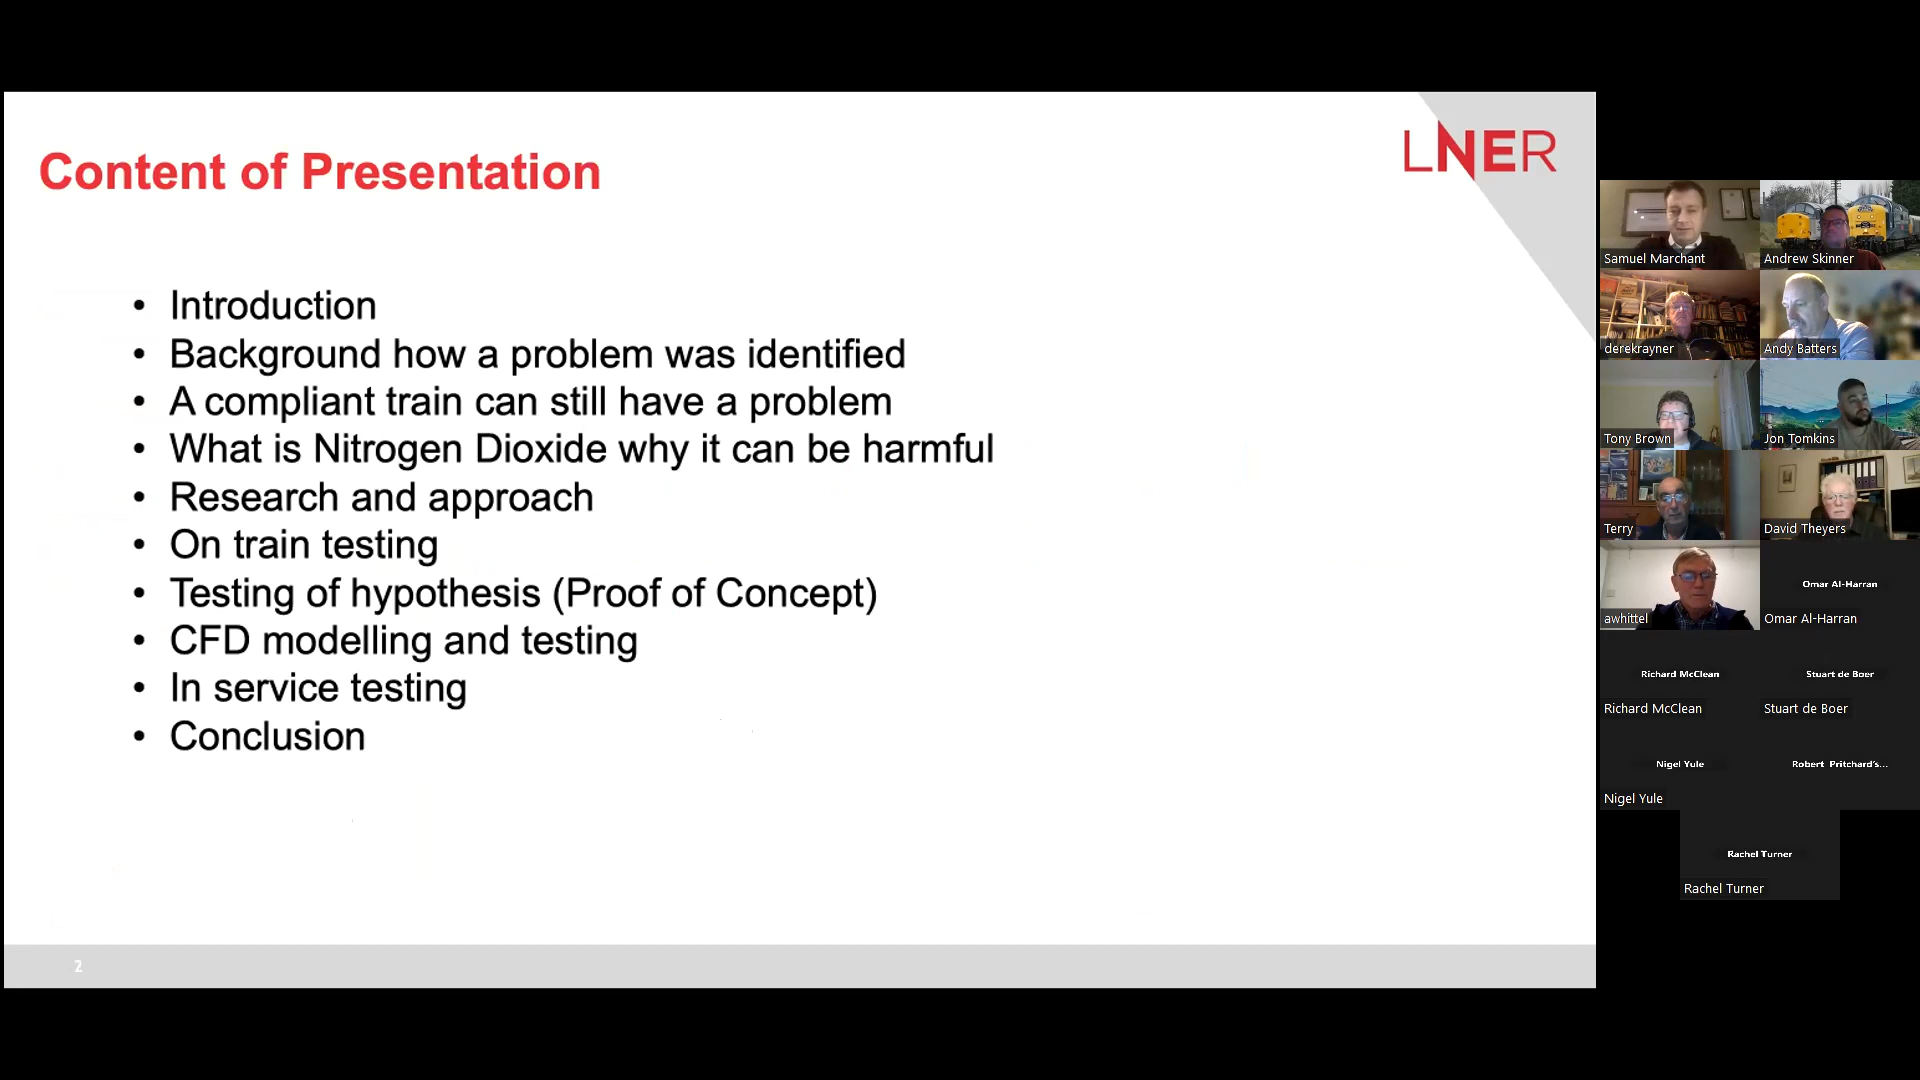 Content of Presentation
LNER
• Introduction
• Background how a problem was identified
• A compliant train can still have a problem
• What is Nitrogen Dioxide why it can be harmful
• Research and approach
• On train testing
• Testing of hypothesis (Proof of Concept)
• CFD modelling and testing
• In service testing
• Conclusion
2
Samuel Marchant
Andrew Skinner
derekrayner
Andy Batters
Tony Brown
Jon Tomkins
Terry
David Theyers
awhittel
Omar Al-Harran
Omar Al-Harran
Richard McClean
Stuart de Boer
Richard McClean
Stuart de Boer
Nigel Yule
Robert Pritchard's...
Nigel Yule
Rachel Turner
Rachel Turner